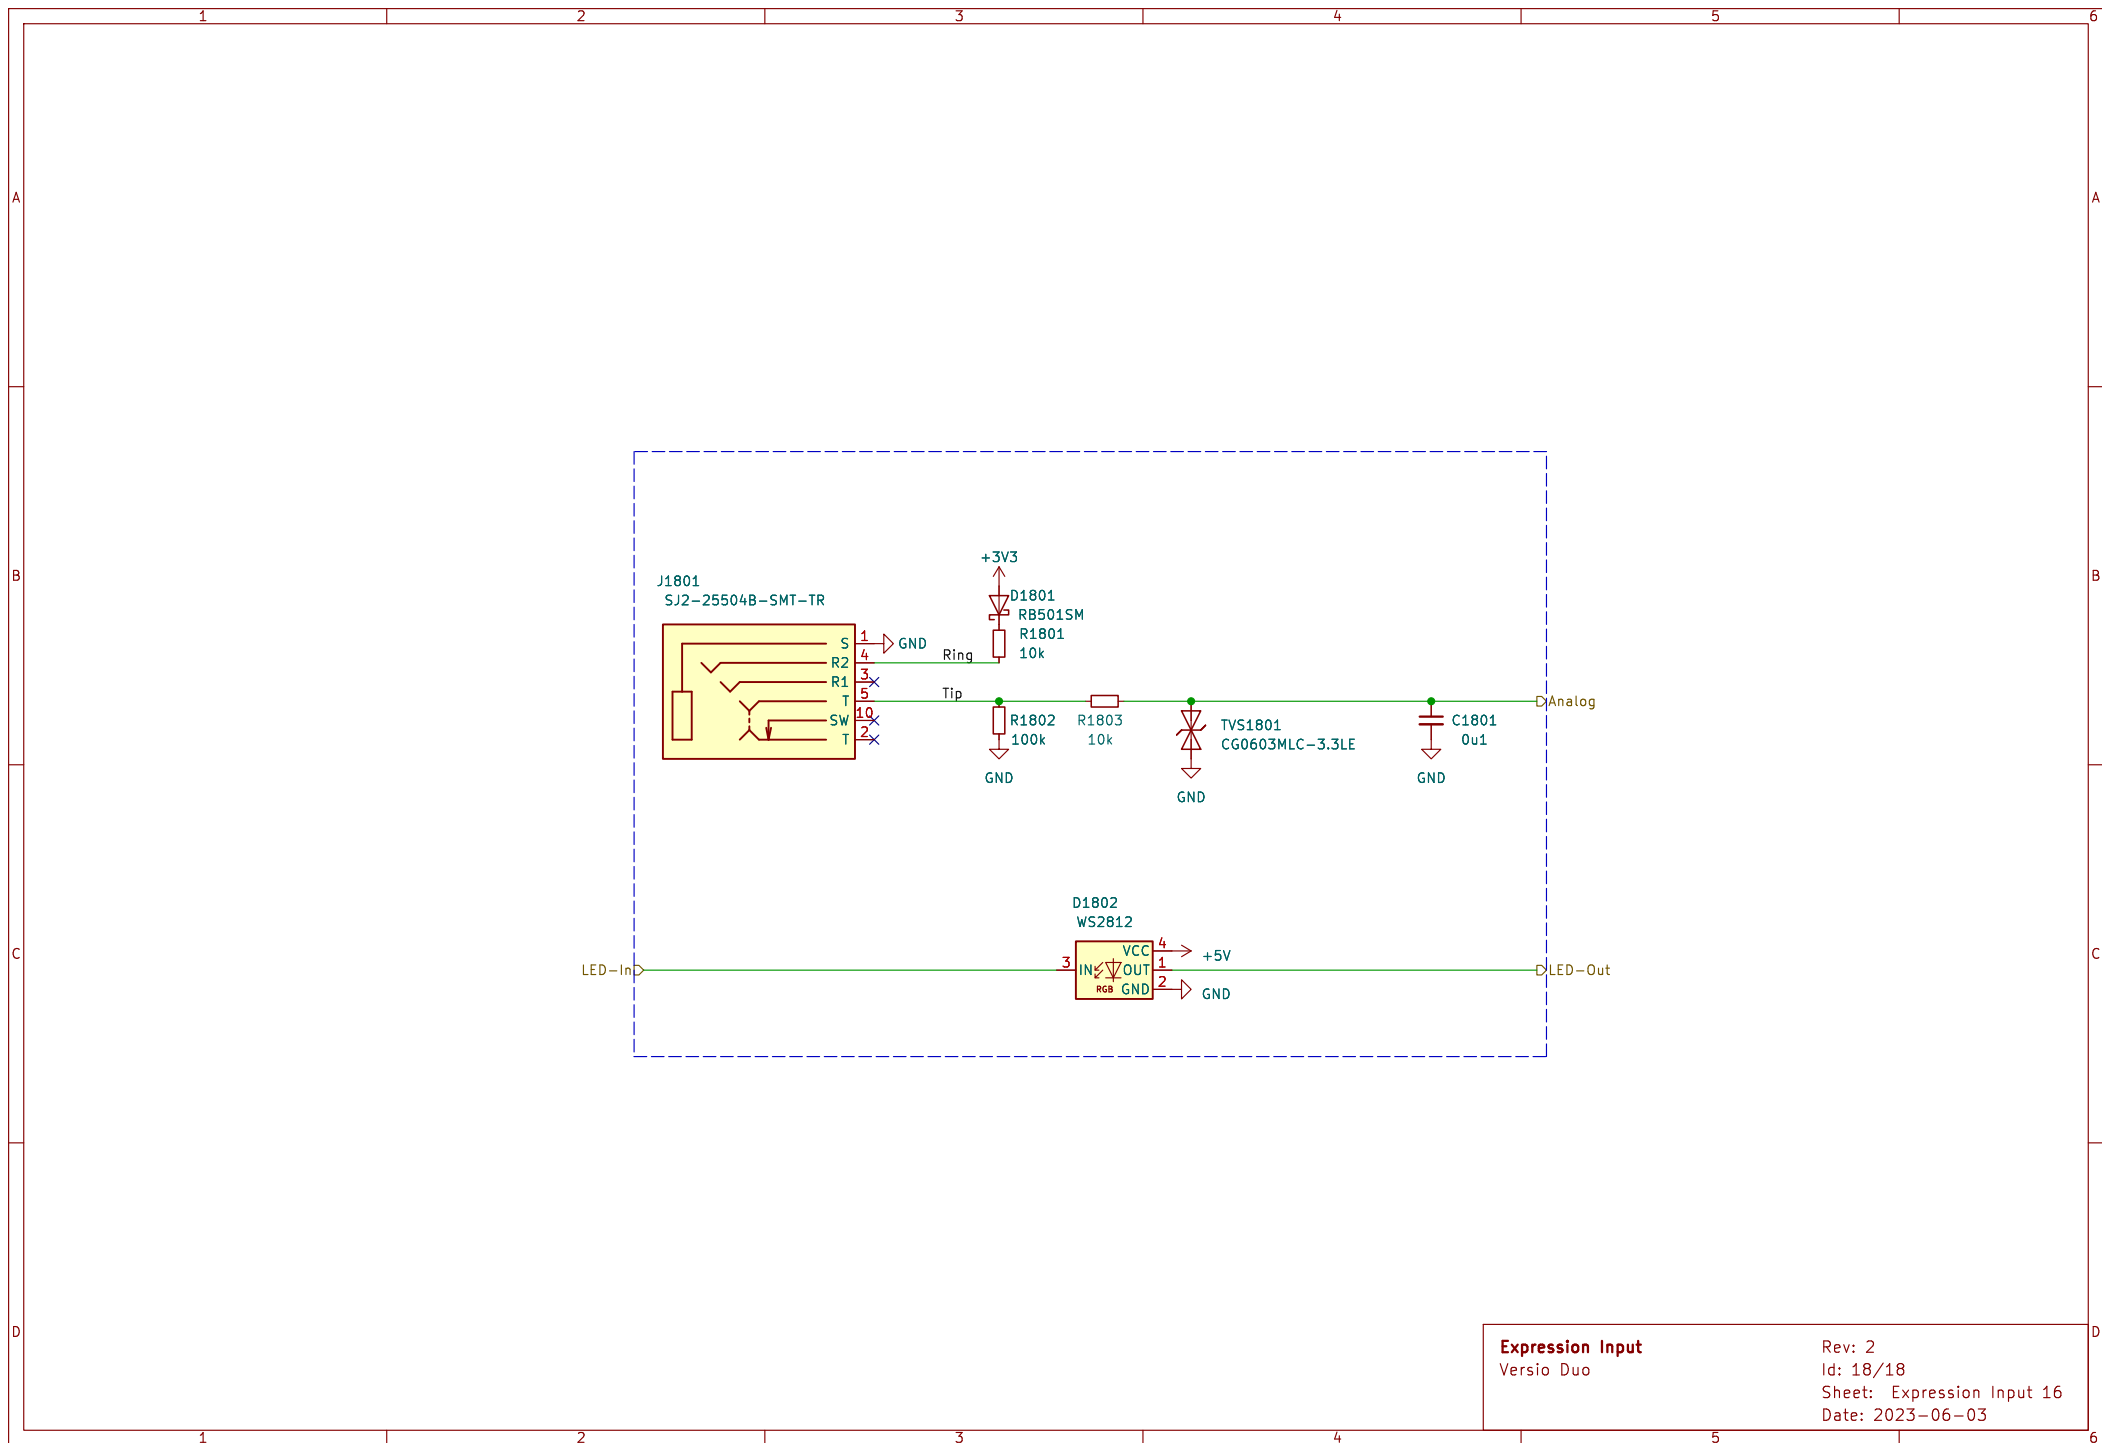 1 2 3 4 5 6
A A
B B
C C
D D
J1801
SJ2-25504B-SMT-TR
S 1 GND
R2 4 Ring
R1 3
T 5 Tip
SW 10
T 2
+3V3
D1801
RB501SM
R1801
10k
R1802
100k
GND
R1803
10k
TVS1801
CG0603MLC-3.3LE
GND
C1801
0u1
GND
Analog
D1802
WS2812
VCC 4 +5V
LED-In 3 IN OUT 1 LED-Out
RGB GND 2 GND
Expression Input
Versio Duo
Rev: 2
Id: 18/18
Sheet: Expression Input 16
Date: 2023-06-03
1 2 3 4 5 6